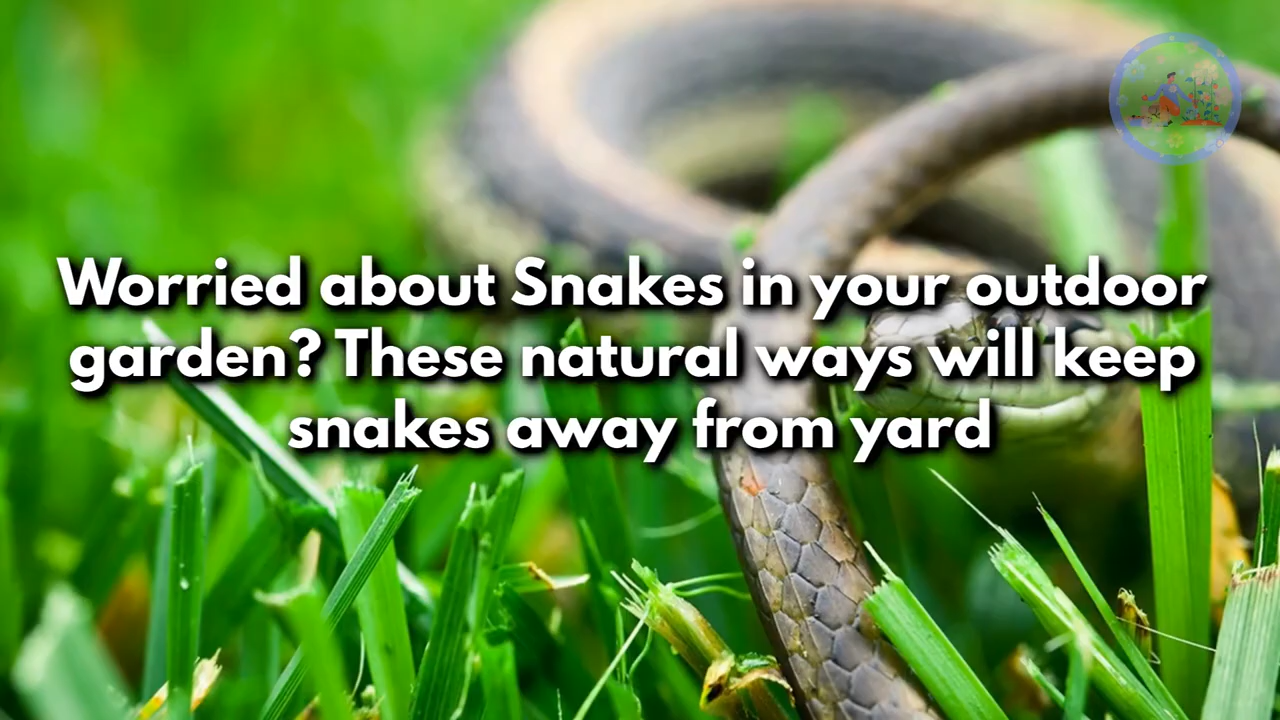 Worried about Snakes in your outdoor
garden? These natural ways will keep
snakes away from yard